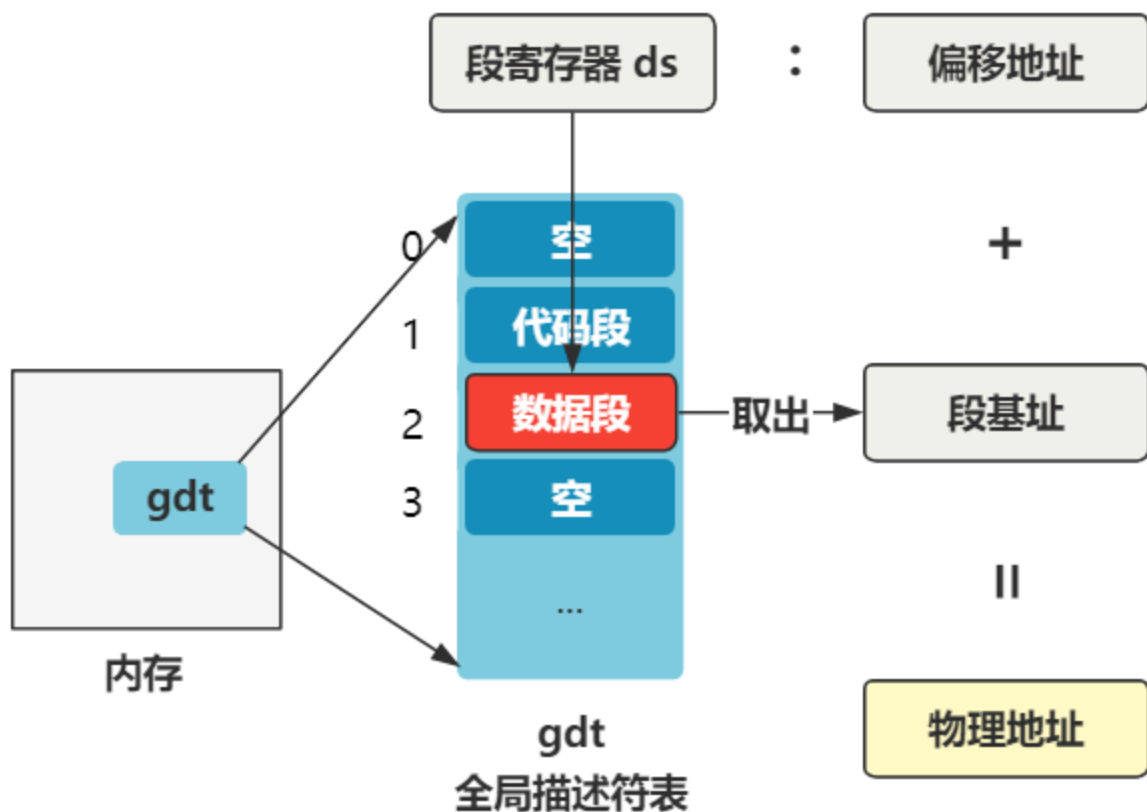 段寄存器 ds : 偏移地址
0 空 +
1 代码段
2 数据段 取出 段基址
gdt
3 空
...
=
内存
物理地址
gdt
全局描述符表